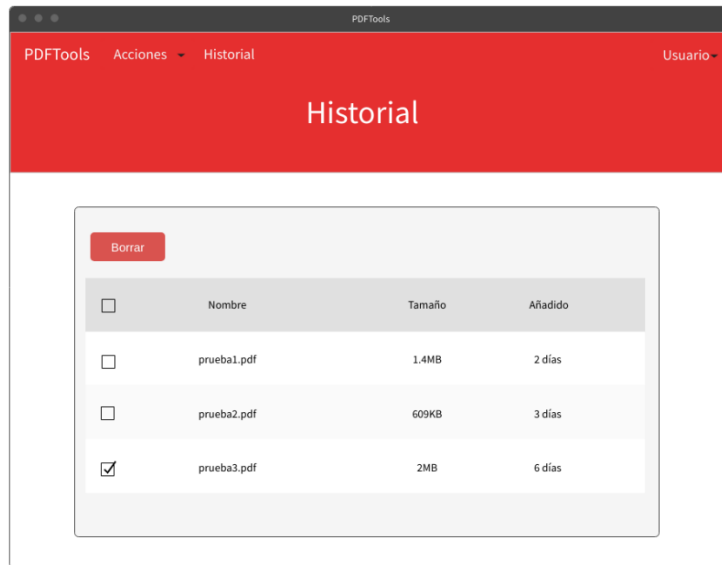 PDFTools
PDFTools Acciones Historial Usuario
Historial
Borrar
Nombre Tamaño Añadido
prueba1.pdf 1.4MB 2 días
prueba2.pdf 609KB 3 días
prueba3.pdf 2MB 6 días